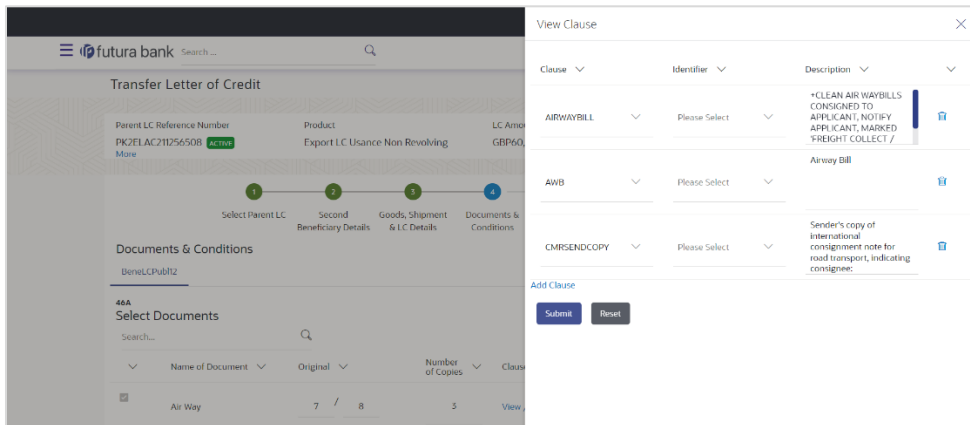 futura bank Search ...
Transfer Letter of Credit
Parent LC Reference Number
PK2ELAC211256508 ACTIVE
More
Product
Export LC Usance Non Revolving
LC Amou
GBP60,
1
2
3
4
Select Parent LC
Second
Beneficiary Details
Goods, Shipment
& LC Details
Documents &
Conditions
Documents & Conditions
BeneLCPubl12
46A
Select Documents
Search...
Name of Document
Original
Number
of Copies
Claus
Air Way
7 / 8
3
View /
View Clause
Clause
Identifier
Description
AIRWAYBILL
Please Select
+CLEAN AIR WAYBILLS
CONSIGNED TO
APPLICANT, NOTIFY
APPLICANT, MARKED
'FREIGHT COLLECT /
AWB
Please Select
Airway Bill
CMRSENDCOPY
Please Select
Sender's copy of
international
consignment note for
road transport, indicating
consignee:
Add Clause
Submit
Reset